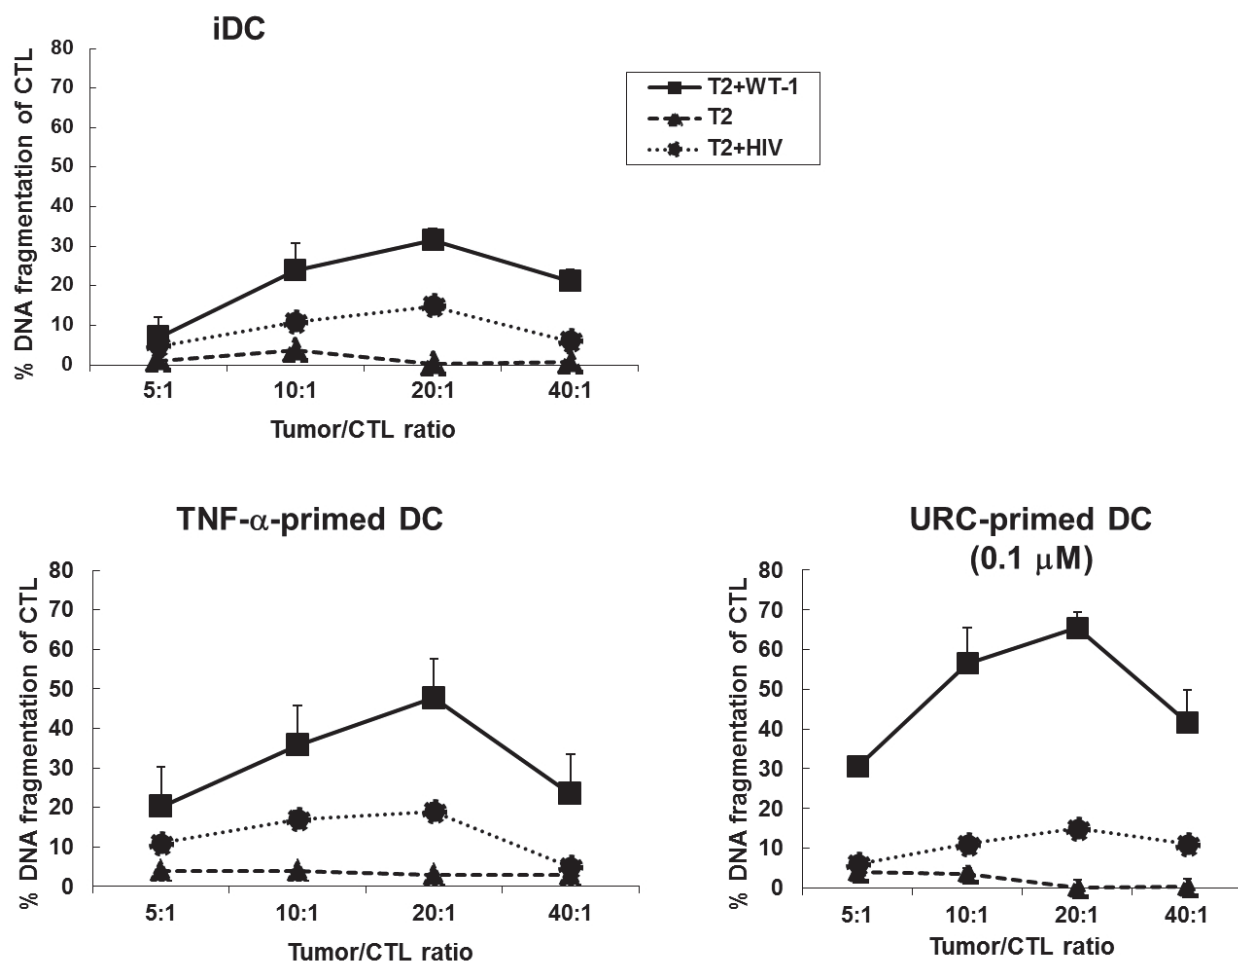 iDC
% DNA fragmentation of CTL
80
70
60
50
40
30
20
10
0
5:1 10:1 20:1 40:1
Tumor/CTL ratio
T2+WT-1
T2
T2+HIV
TNF-α-primed DC
% DNA fragmentation of CTL
80
70
60
50
40
30
20
10
0
5:1 10:1 20:1 40:1
Tumor/CTL ratio
URC-primed DC
(0.1 μM)
% DNA fragmentation of CTL
80
70
60
50
40
30
20
10
0
5:1 10:1 20:1 40:1
Tumor/CTL ratio